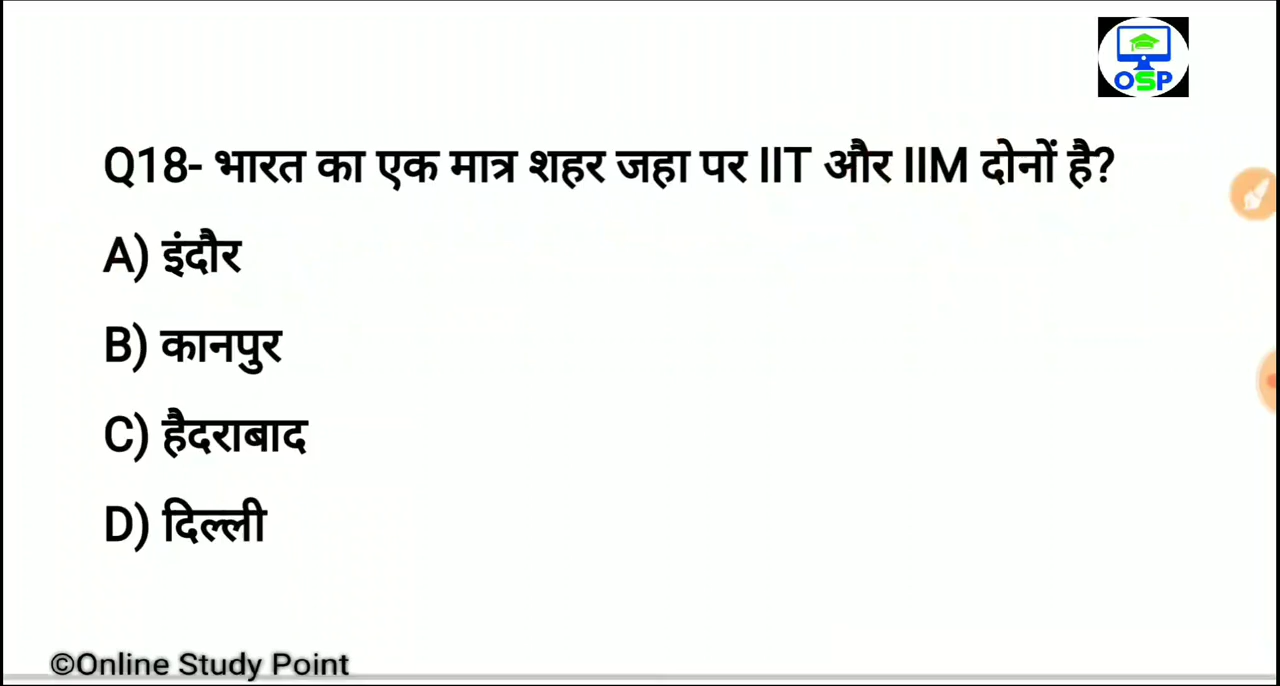 OSP
Q18- भारत का एक मात्र शहर जहा पर IIT और IIM दोनों है?
A) इंदौर
B) कानपुर
C) हैदराबाद
D) दिल्ली
©Online Study Point